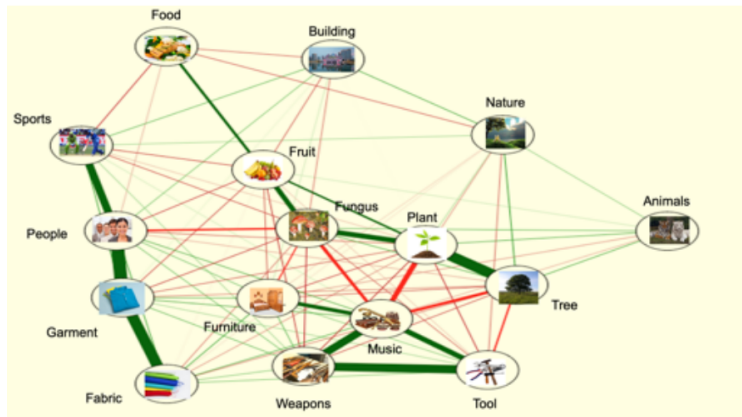 Food
Building
Nature
Sports
Fruit
Fungus
Plant
Animals
People
Tree
Garment
Furniture
Music
Fabric
Weapons
Tool